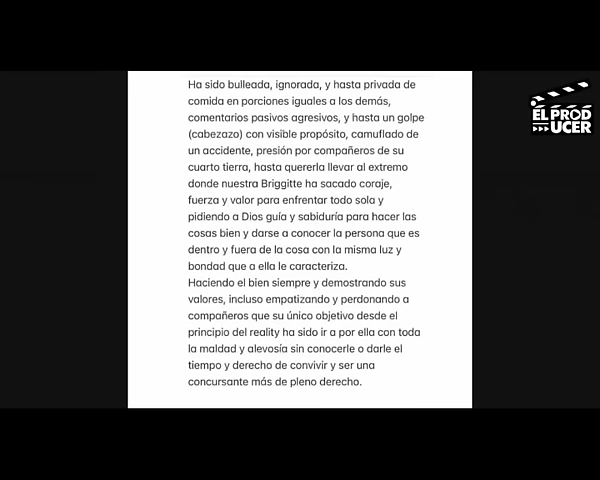 Ha sido bulleada, ignorada, y hasta privada de
comida en porciones iguales a los demás,
comentarios pasivos agresivos, y hasta un golpe
(cabezazo) con visible propósito, camuflado de
un accidente, presión por compañeros de su
cuarto tierra, hasta quererla llevar al extremo
donde nuestra Briggitte ha sacado coraje,
fuerza y valor para enfrentar todo sola y
pidiendo a Dios guía y sabiduría para hacer las
cosas bien y darse a conocer la persona que es
dentro y fuera de la cosa con la misma luz y
bondad que a ella le caracteriza.
Haciendo el bien siempre y demostrando sus
valores, incluso empatizando y perdonando a
compañeros que su único objetivo desde el
principio del reality ha sido ir a por ella con toda
la maldad y alevosía sin conocerle o darle el
tiempo y derecho de convivir y ser una
concursante más de pleno derecho.
EL PROD
UCER